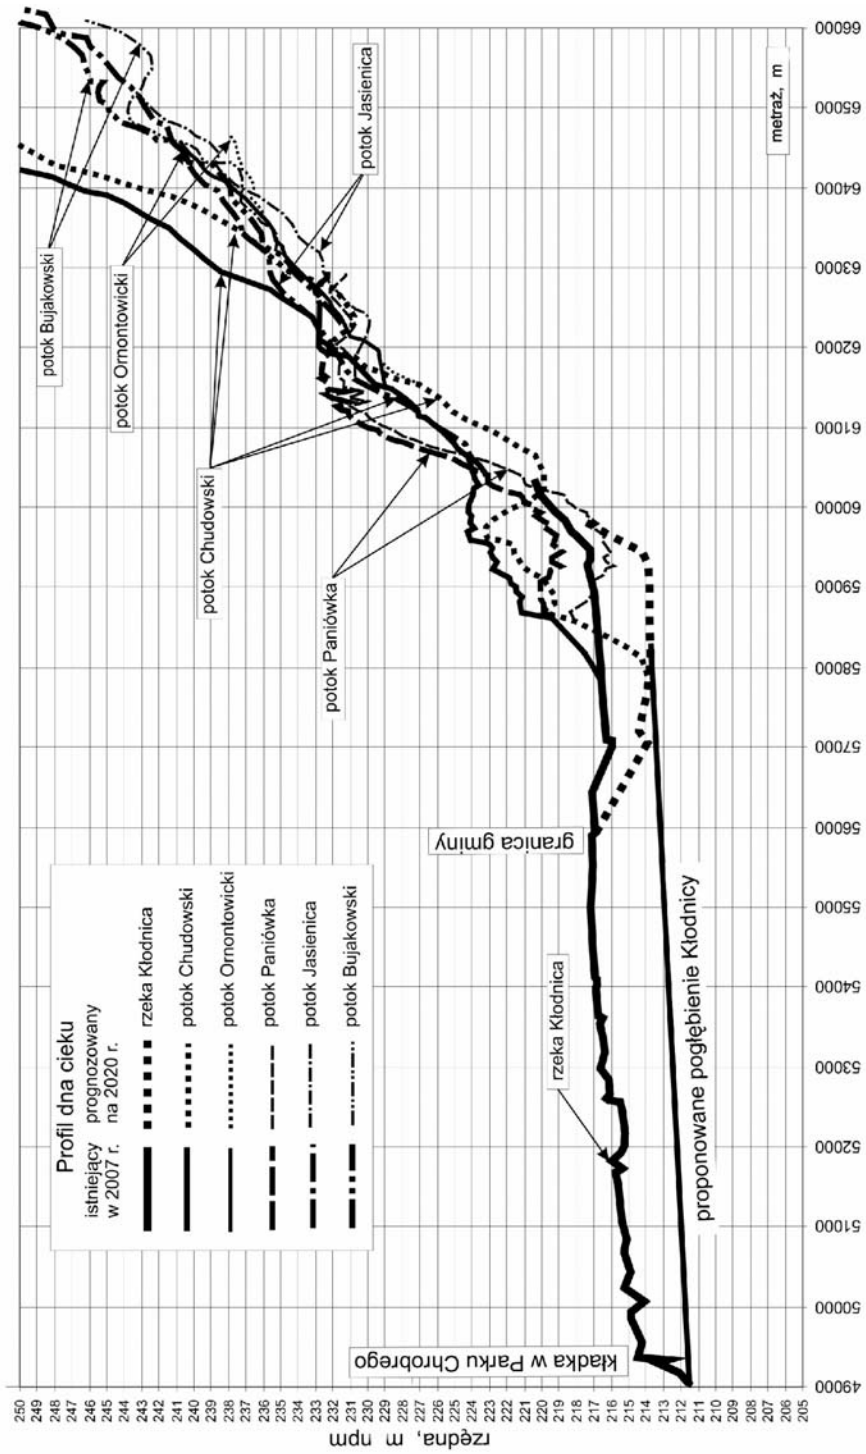 Profil dna cieku
istniejący
w 2007 r.
prognozowany
na 2020 r.
rzeka Kłodnica
potok Chudowski
potok Ornontowicki
potok Paniówka
potok Jasienica
potok Bujakowski
potok Bujakowski
potok Ornontowicki
potok Chudowski
potok Paniówka
potok Jasienica
granica gminy
rzeka Kłodnica
kładka w Parku Chrobrego
proponowane pogłębienie Kłodnicy
metraż, m
rzędna, m npm
250
249
248
247
246
245
244
243
242
241
240
239
238
237
236
235
234
233
232
231
230
229
228
227
226
225
224
223
222
221
220
219
218
217
216
215
214
213
212
211
210
209
208
207
206
205
49000
50000
51000
52000
53000
54000
55000
56000
57000
58000
59000
60000
61000
62000
63000
64000
65000
66000